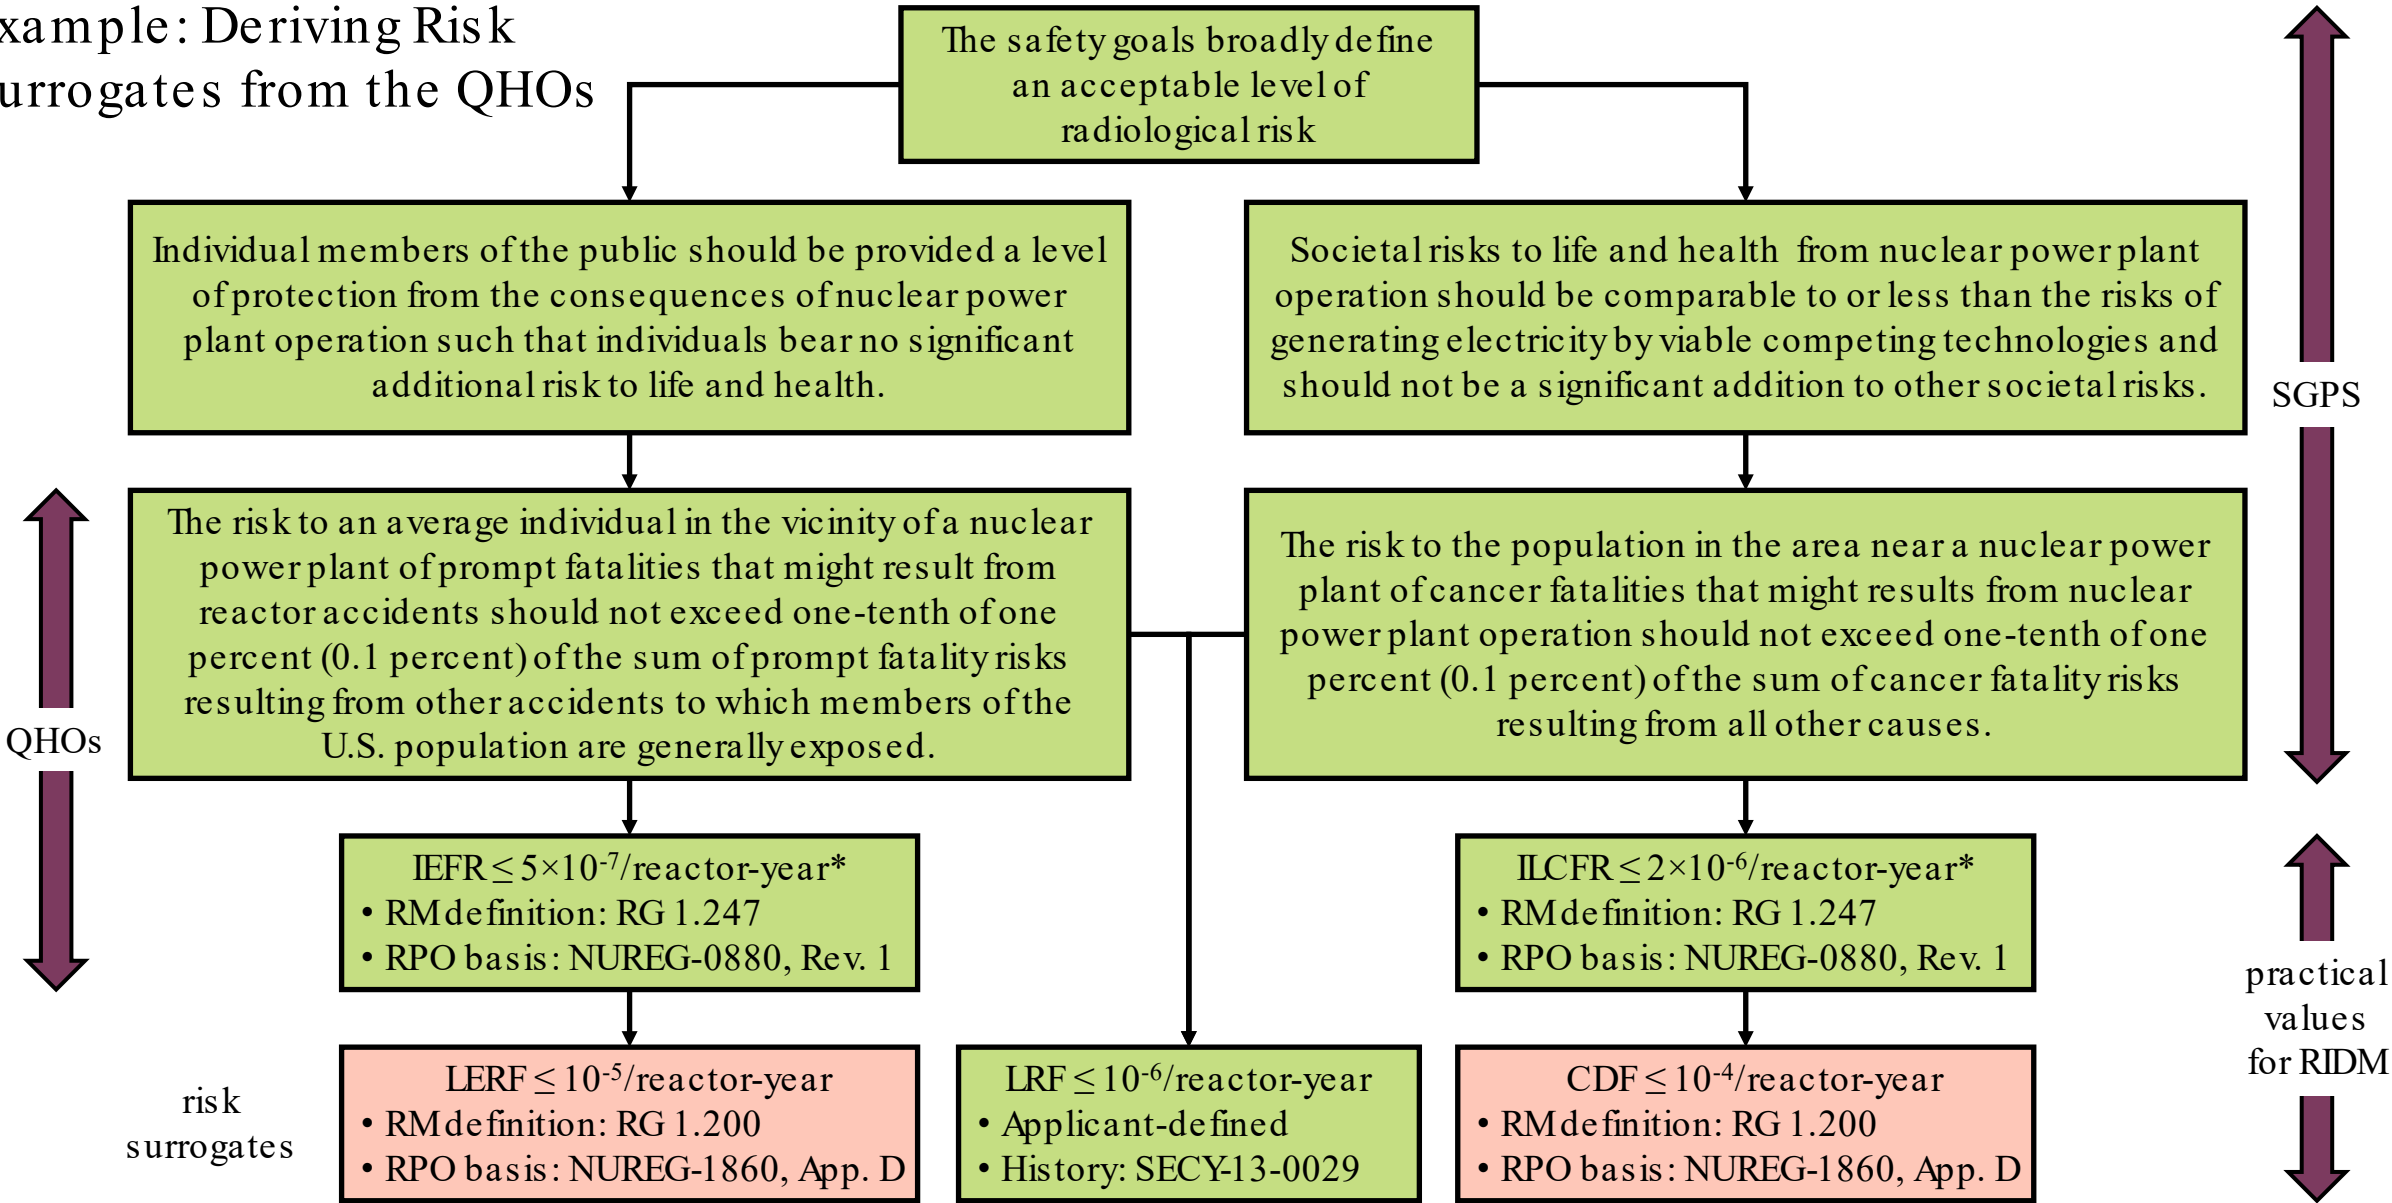 xample: Deriving Risk
urrogates from the QHOs
The safety goals broadly define
an acceptable level of
radiological risk
Individual members of the public should be provided a level
of protection from the consequences of nuclear power
plant operation such that individuals bear no significant
additional risk to life and health.
Societal risks to life and health from nuclear power plant
operation should be comparable to or less than the risks of
generating electricity by viable competing technologies and
should not be a significant addition to other societal risks.
SGPS
The risk to an average individual in the vicinity of a nuclear
power plant of prompt fatalities that might result from
reactor accidents should not exceed one-tenth of one
percent (0.1 percent) of the sum of prompt fatality risks
resulting from other accidents to which members of the
U.S. population are generally exposed.
The risk to the population in the area near a nuclear power
plant of cancer fatalities that might results from nuclear
power plant operation should not exceed one-tenth of one
percent (0.1 percent) of the sum of cancer fatality risks
resulting from all other causes.
QHOs
IEFR ≤ 5×10⁻⁷/reactor-year*
• RM definition: RG 1.247
• RPO basis: NUREG-0880, Rev. 1
ILCFR ≤ 2×10⁻⁶/reactor-year*
• RM definition: RG 1.247
• RPO basis: NUREG-0880, Rev. 1
practical
values
for RIDM
risk
surrogates
LERF ≤ 10⁻⁵/reactor-year
• RM definition: RG 1.200
• RPO basis: NUREG-1860, App. D
LRF ≤ 10⁻⁶/reactor-year
• Applicant-defined
• History: SECY-13-0029
CDF ≤ 10⁻⁴/reactor-year
• RM definition: RG 1.200
• RPO basis: NUREG-1860, App. D